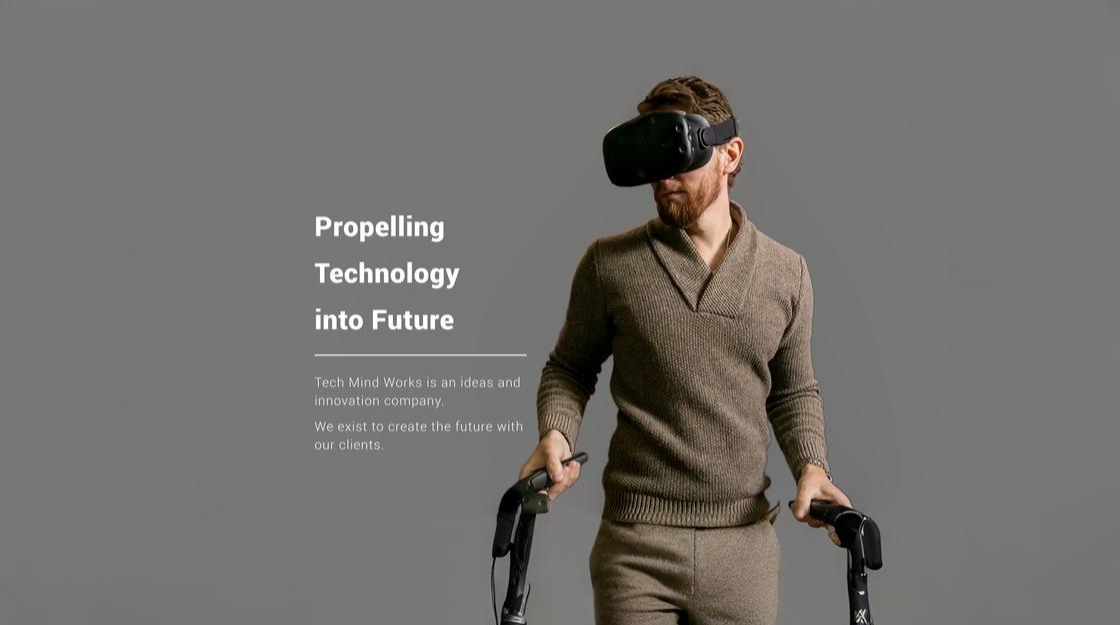 Propelling
Technology
into Future
Tech Mind Works is an ideas and
innovation company.
We exist to create the future with
our clients.